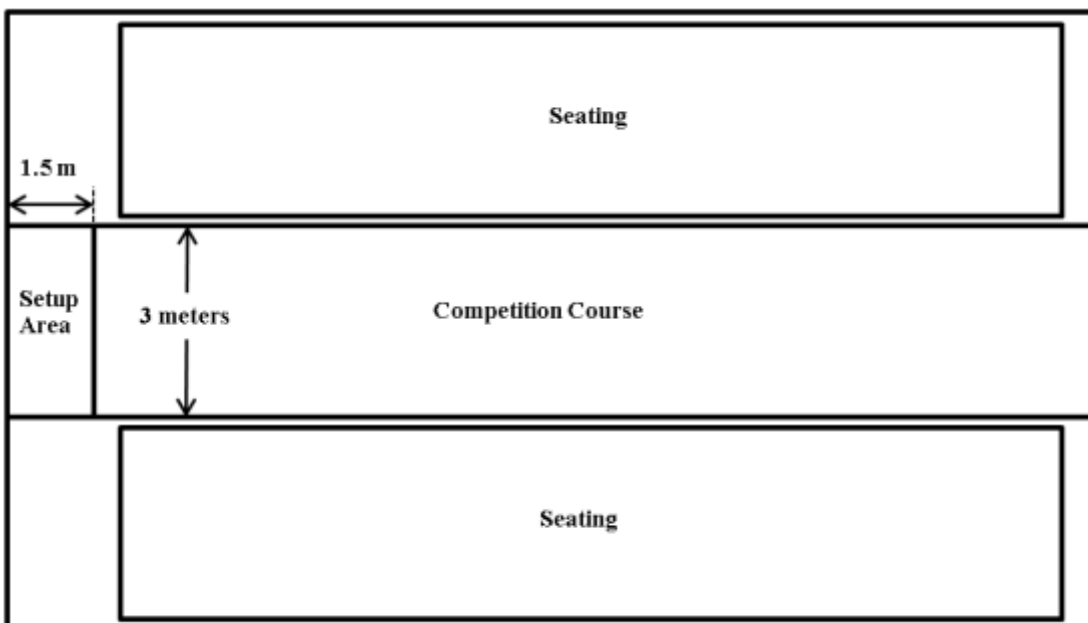 Seating
1.5 m
Setup
Area
3 meters
Competition Course
Seating